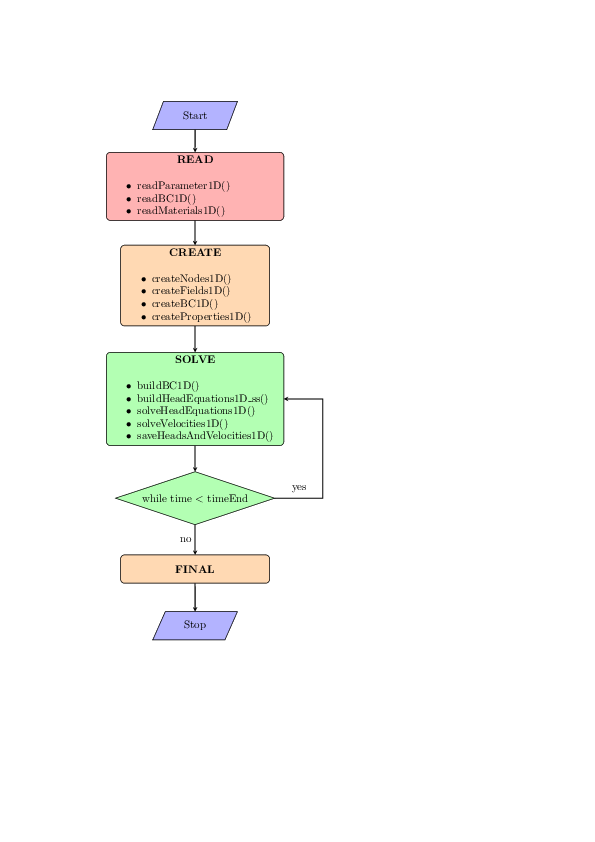 Start
READ
• readParameter1D()
• readBC1D()
• readMaterials1D()
CREATE
• createNodes1D()
• createFields1D()
• createBC1D()
• createProperties1D()
SOLVE
• buildBC1D()
• buildHeadEquations1D_ss()
• solveHeadEquations1D()
• solveVelocities1D()
• saveHeadsAndVelocities1D()
yes
while time < timeEnd
no
FINAL
Stop